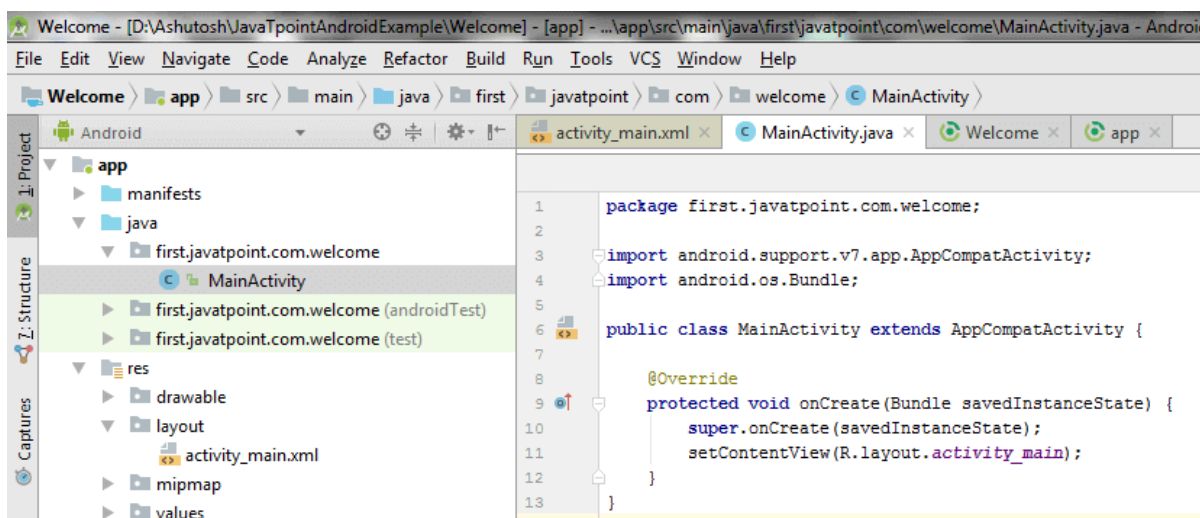 Welcome - [D:\Ashutosh\JavaTpointAndroidExample\Welcome] - [app] - ...\app\src\main\java\first\javatpoint\com\welcome\MainActivity.java - Androi
File Edit View Navigate Code Analyze Refactor Build Run Tools VCS Window Help
Welcome app src main java first javatpoint com welcome MainActivity
1: Project
7: Structure
Captures
Android
app
manifests
java
first.javatpoint.com.welcome
MainActivity
first.javatpoint.com.welcome (androidTest)
first.javatpoint.com.welcome (test)
res
drawable
layout
activity_main.xml
mipmap
values
activity_main.xml MainActivity.java Welcome app
1 package first.javatpoint.com.welcome;
2
3 import android.support.v7.app.AppCompatActivity;
4 import android.os.Bundle;
5
6 public class MainActivity extends AppCompatActivity {
7
8 @Override
9 protected void onCreate(Bundle savedInstanceState) {
10 super.onCreate(savedInstanceState);
11 setContentView(R.layout.activity_main);
12 }
13 }